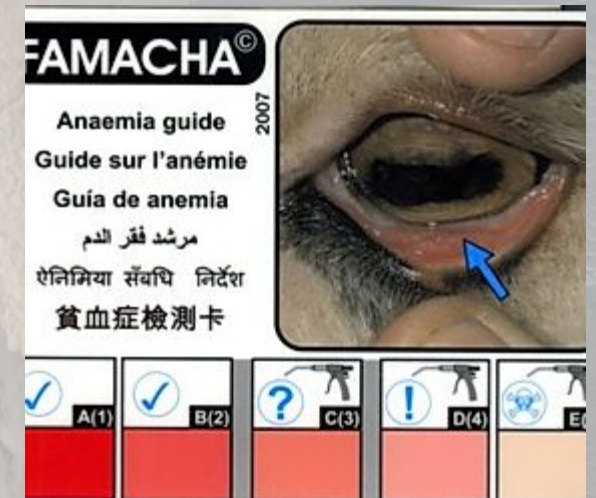 FAMACHA©
2007
Anaemia guide
Guide sur l'anémie
Guía de anemia
مرشد فقر الدم
ऐनिमिया सँबधि निर्देश
貧血症檢測卡
A(1)
B(2)
?
C(3)
!
D(4)
E(